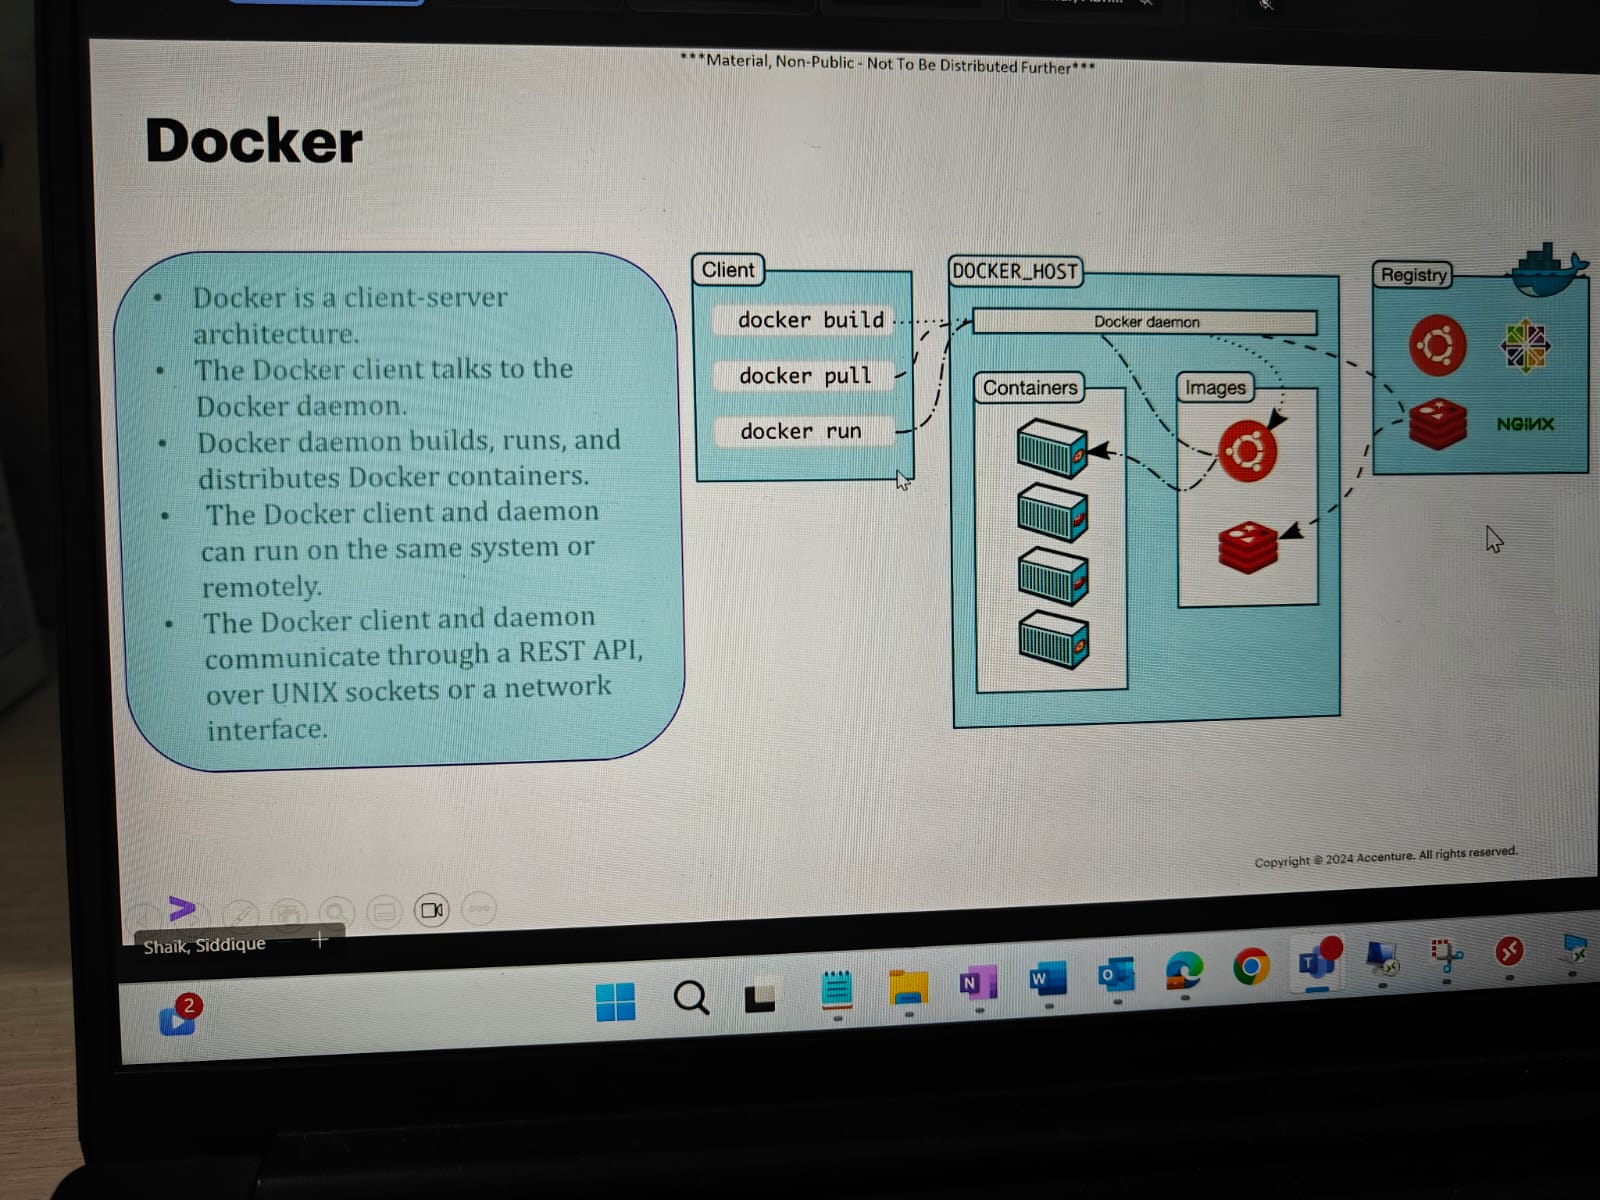 ***Material, Non-Public - Not To Be Distributed Further***
Docker
• Docker is a client-server
architecture.
• The Docker client talks to the
Docker daemon.
• Docker daemon builds, runs, and
distributes Docker containers.
• The Docker client and daemon
can run on the same system or
remotely.
• The Docker client and daemon
communicate through a REST API,
over UNIX sockets or a network
interface.
Client
docker build
docker pull
docker run
DOCKER_HOST
Docker daemon
Containers
Images
Registry
NGINX
Copyright © 2024 Accenture. All rights reserved.
Shaik, Siddique
2
N
W
O
T